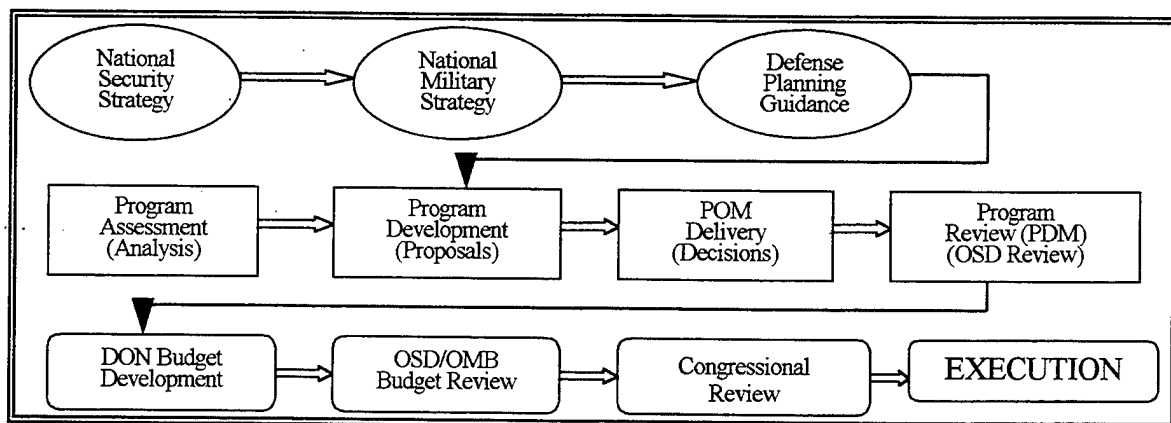 National
Security
Strategy
National
Military
Strategy
Defense
Planning
Guidance
Program
Assessment
(Analysis)
Program
Development
(Proposals)
POM
Delivery
(Decisions)
Program
Review (PDM)
(OSD Review)
DON Budget
Development
OSD/OMB
Budget Review
Congressional
Review
EXECUTION